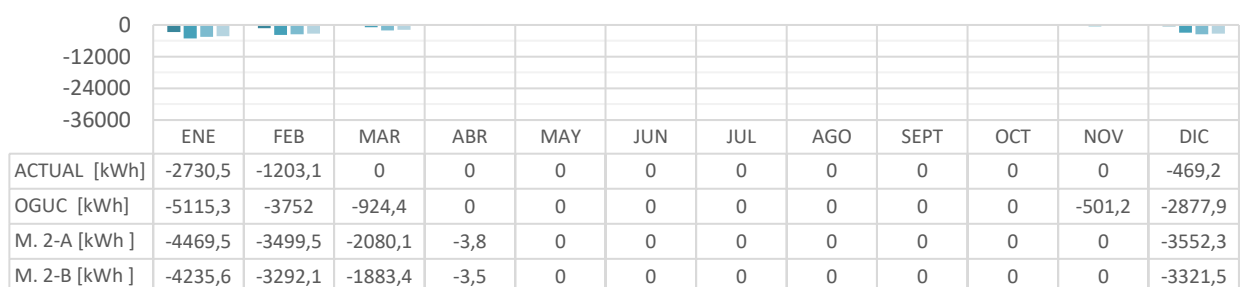 0
-12000
-24000
-36000
ENE FEB MAR ABR MAY JUN JUL AGO SEPT OCT NOV DIC
ACTUAL [kWh] -2730,5 -1203,1 0 0 0 0 0 0 0 0 0 -469,2
OGUC [kWh] -5115,3 -3752 -924,4 0 0 0 0 0 0 0 -501,2 -2877,9
M. 2-A [kWh ] -4469,5 -3499,5 -2080,1 -3,8 0 0 0 0 0 0 0 -3552,3
M. 2-B [kWh ] -4235,6 -3292,1 -1883,4 -3,5 0 0 0 0 0 0 0 -3321,5